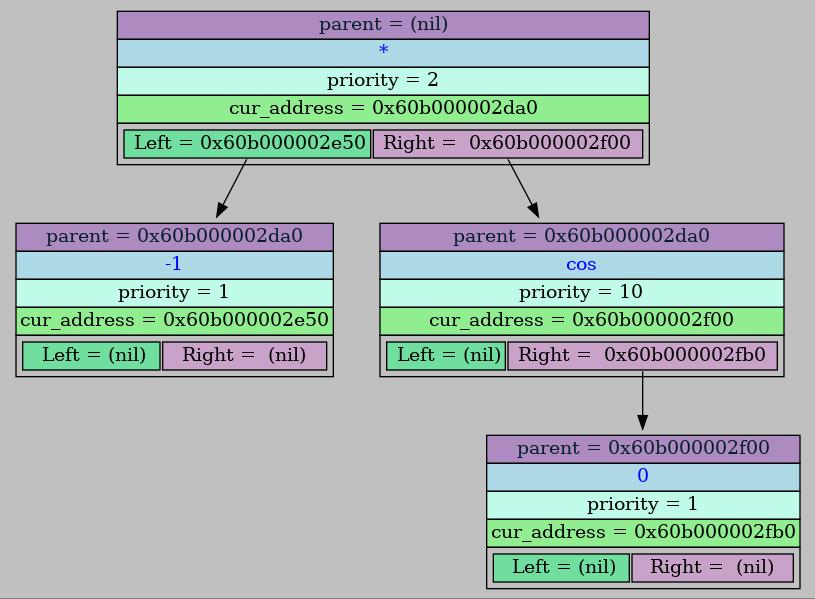 parent = (nil)
*
priority = 2
cur_address = 0x60b000002da0
Left = 0x60b000002e50 Right =  0x60b000002f00
parent = 0x60b000002da0
-1
priority = 1
cur_address = 0x60b000002e50
Left = (nil) Right =  (nil)
parent = 0x60b000002da0
cos
priority = 10
cur_address = 0x60b000002f00
Left = (nil) Right =  0x60b000002fb0
parent = 0x60b000002f00
0
priority = 1
cur_address = 0x60b000002fb0
Left = (nil) Right =  (nil)